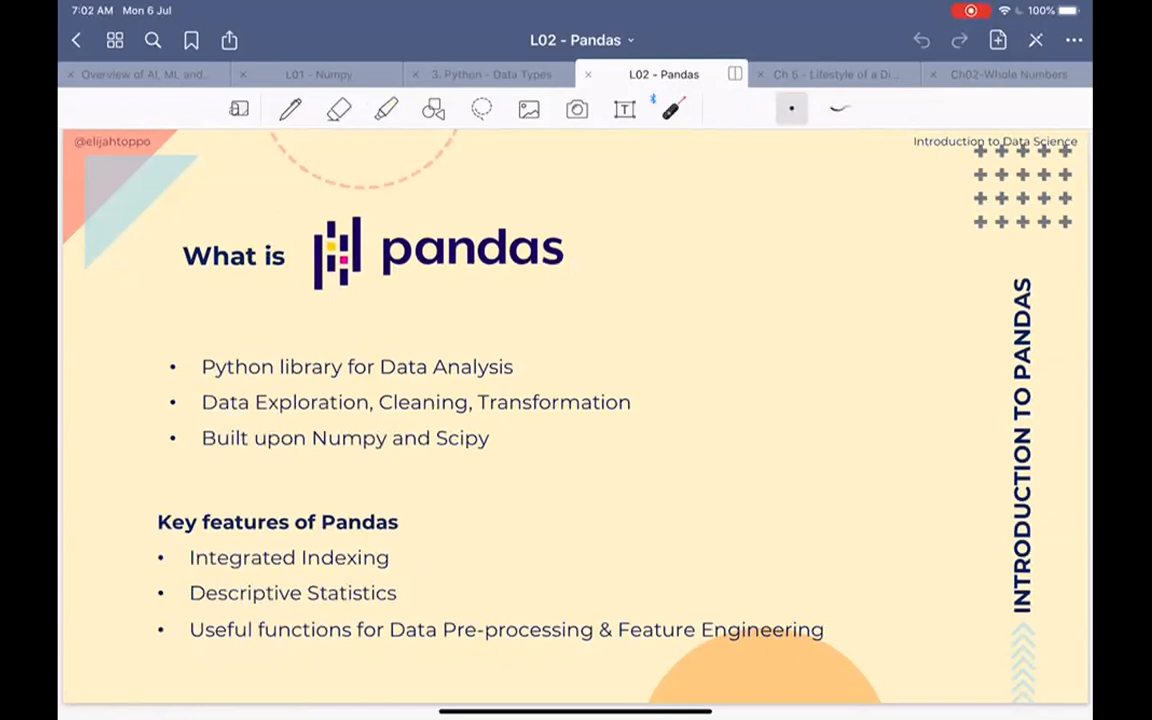 7:02 AM Mon 6 Jul
100%
L02 - Pandas
Overview of AI, ML and...
L01 - Numpy
3. Python - Data Types
L02 - Pandas
Ch 5 - Lifestyle of a Di...
Ch02-Whole Numbers
T
@elijahtoppo
Introduction to Data Science
What is pandas
• Python library for Data Analysis
• Data Exploration, Cleaning, Transformation
• Built upon Numpy and Scipy
Key features of Pandas
• Integrated Indexing
• Descriptive Statistics
• Useful functions for Data Pre-processing & Feature Engineering
INTRODUCTION TO PANDAS